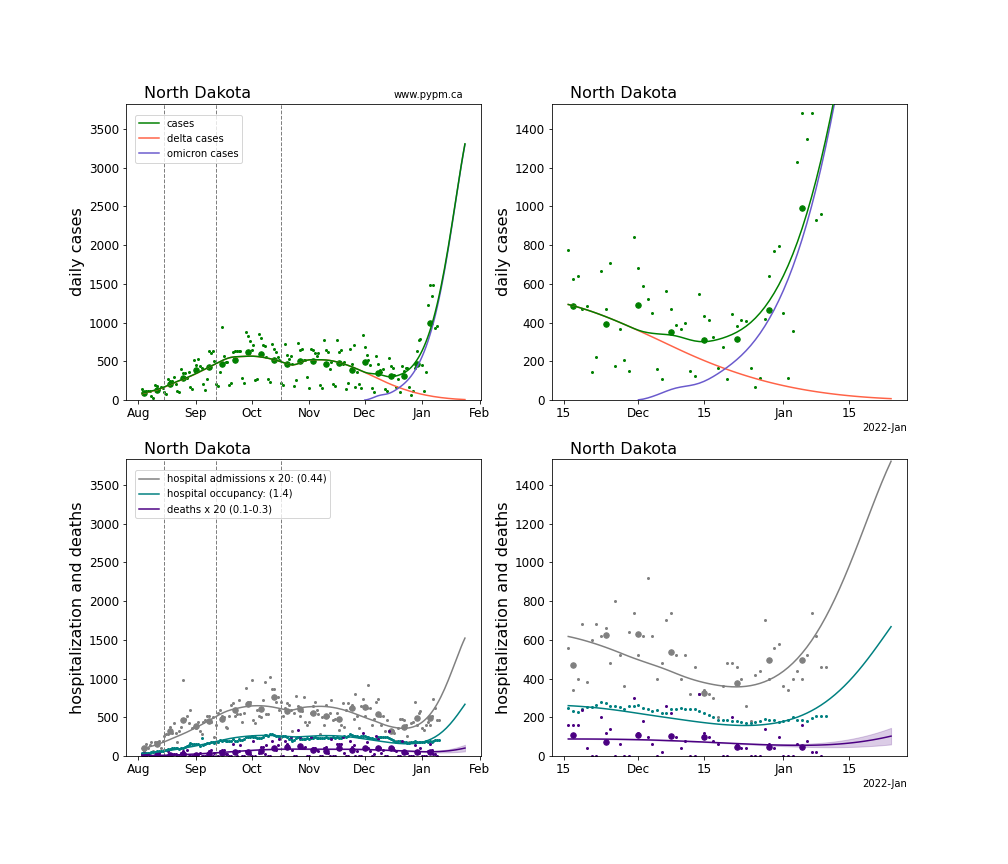 North Dakota
www.pypm.ca
daily cases
3500
3000
2500
2000
1500
1000
500
0
cases
delta cases
omicron cases
Aug Sep Oct Nov Dec Jan Feb
North Dakota
daily cases
1400
1200
1000
800
600
400
200
0
15 Dec 15 Jan 15
2022-Jan
North Dakota
hospitalization and deaths
3500
3000
2500
2000
1500
1000
500
0
hospital admissions x 20: (0.44)
hospital occupancy: (1.4)
deaths x 20 (0.1-0.3)
Aug Sep Oct Nov Dec Jan Feb
North Dakota
hospitalization and deaths
1400
1200
1000
800
600
400
200
0
15 Dec 15 Jan 15
2022-Jan